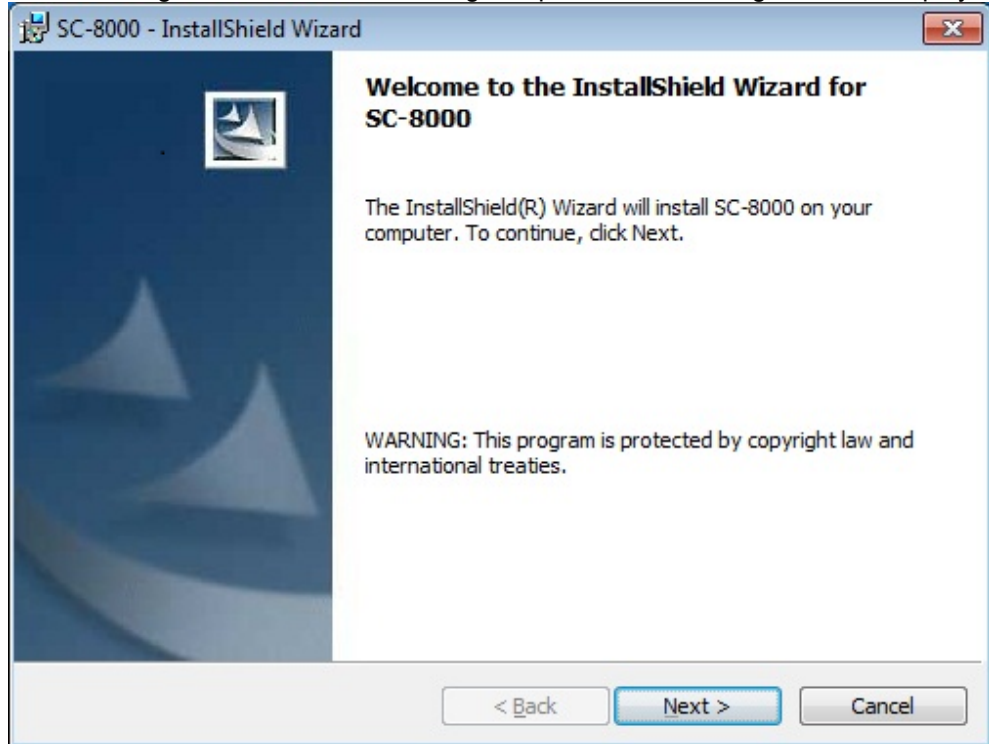 SC-8000 - InstallShield Wizard
Welcome to the InstallShield Wizard for
SC-8000
The InstallShield(R) Wizard will install SC-8000 on your
computer. To continue, click Next.
WARNING: This program is protected by copyright law and
international treaties.
< Back
Next >
Cancel